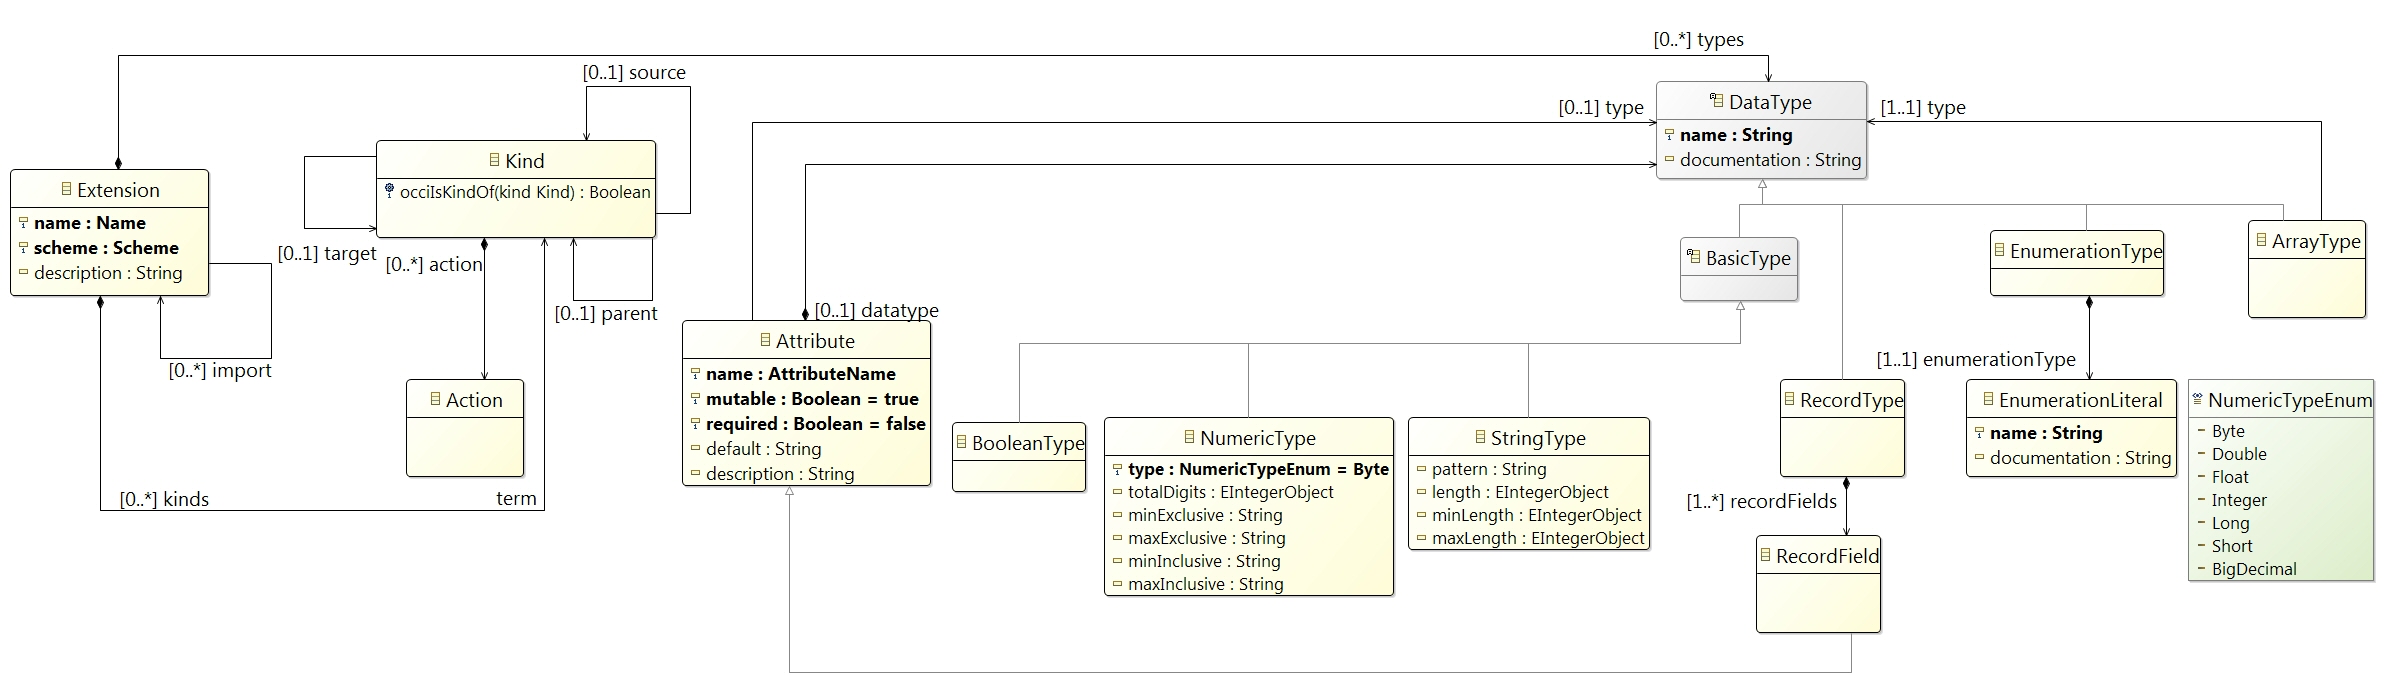 [0..*] types
[0..1] source
[0..1] type
DataType
name : String
documentation : String
[1..1] type
Kind
occiIsKindOf(kind Kind) : Boolean
Extension
name : Name
scheme : Scheme
description : String
[0..1] target
[0..*] action
[0..1] parent
[0..*] import
[0..*] kinds
term
Action
[0..1] datatype
Attribute
name : AttributeName
mutable : Boolean = true
required : Boolean = false
default : String
description : String
BasicType
EnumerationType
ArrayType
BooleanType
NumericType
type : NumericTypeEnum = Byte
totalDigits : EIntegerObject
minExclusive : String
maxExclusive : String
minInclusive : String
maxInclusive : String
StringType
pattern : String
length : EIntegerObject
minLength : EIntegerObject
maxLength : EIntegerObject
RecordType
[1..*] recordFields
RecordField
[1..1] enumerationType
EnumerationLiteral
name : String
documentation : String
NumericTypeEnum
Byte
Double
Float
Integer
Long
Short
BigDecimal